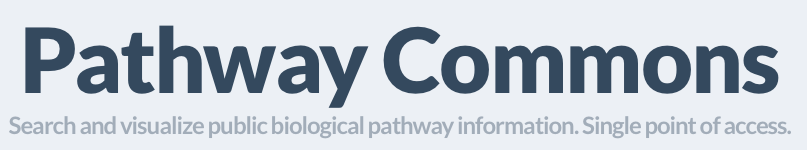 Pathway Commons
Search and visualize public biological pathway information. Single point of access.